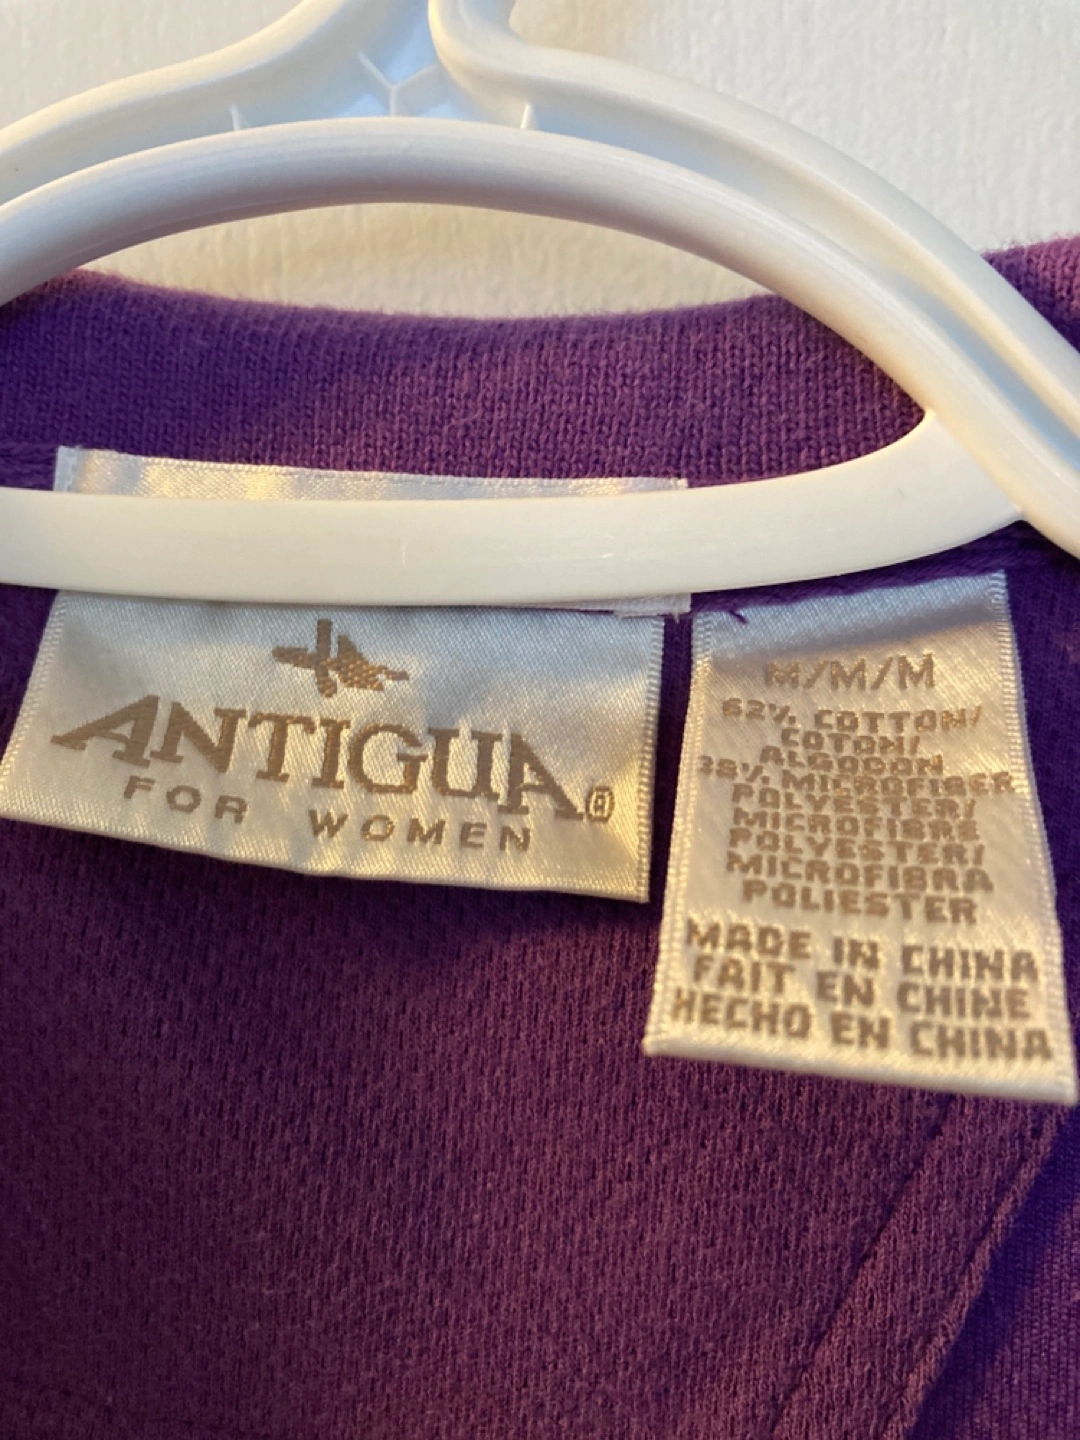 ANTIGUA®
FOR WOMEN
M/M/M
62% COTTON/
COTON/
ALGODON
38% MICROFIBER
POLYESTER/
MICROFIBRE
POLYESTER/
MICROFIBRA
POLIESTER
MADE IN CHINA
FAIT EN CHINE
HECHO EN CHINA